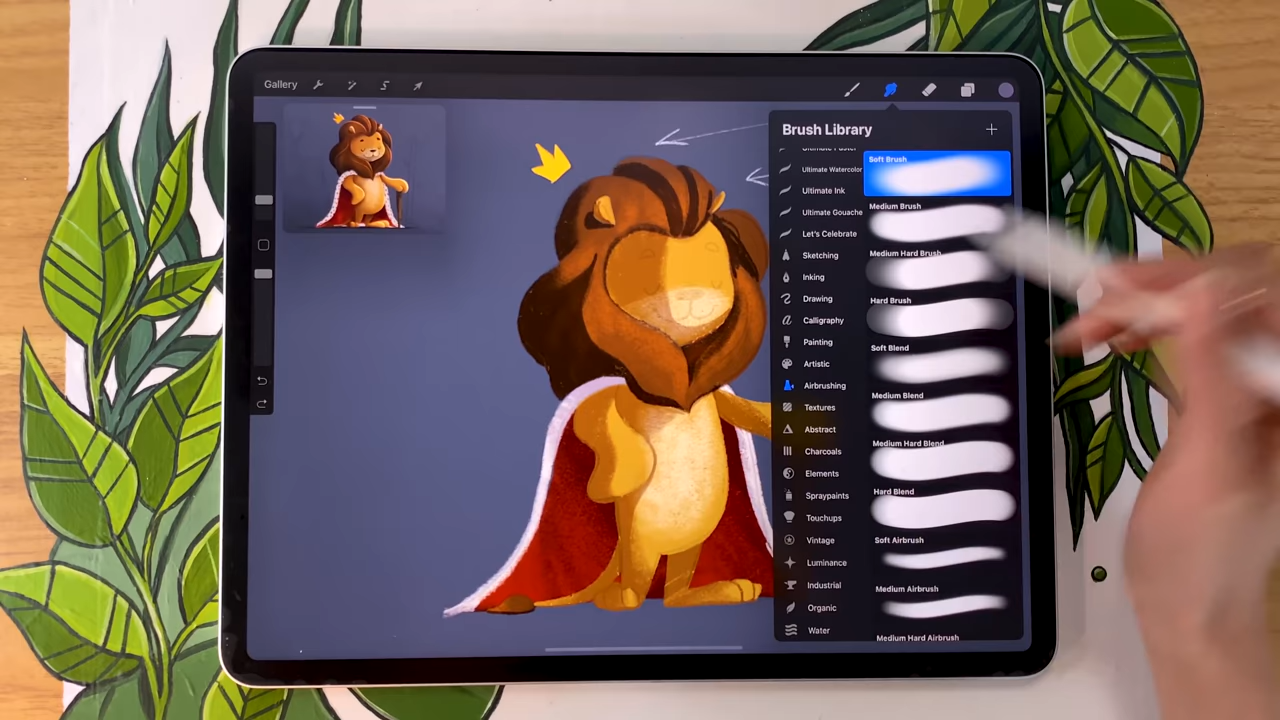 Gallery
Brush Library
Ultimate Watercolor
Ultimate Ink
Ultimate Gouache
Let's Celebrate
Sketching
Inking
Drawing
Calligraphy
Painting
Artistic
Airbrushing
Textures
Abstract
Charcoals
Elements
Spraypaints
Touchups
Vintage
Luminance
Industrial
Organic
Water
Soft Brush
Medium Brush
Medium Hard Brush
Hard Brush
Soft Blend
Medium Blend
Medium Hard Blend
Hard Blend
Soft Airbrush
Medium Airbrush
Medium Hard Airbrush